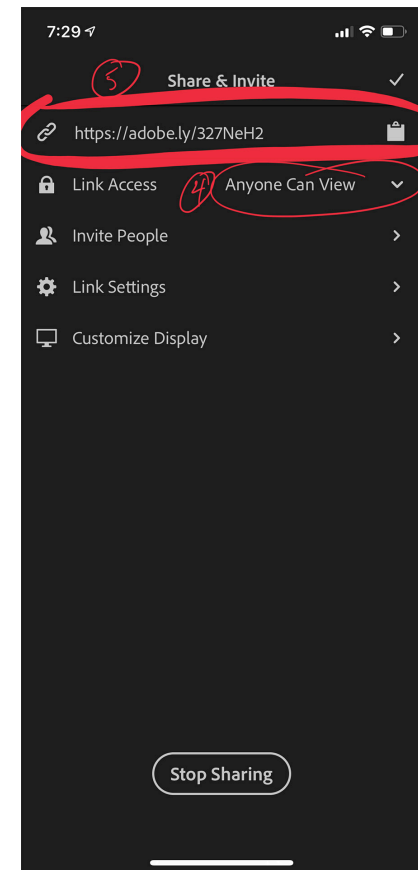 7:29
5 Share & Invite
https://adobe.ly/327NeH2
Link Access 4 Anyone Can View
Invite People
Link Settings
Customize Display
Stop Sharing